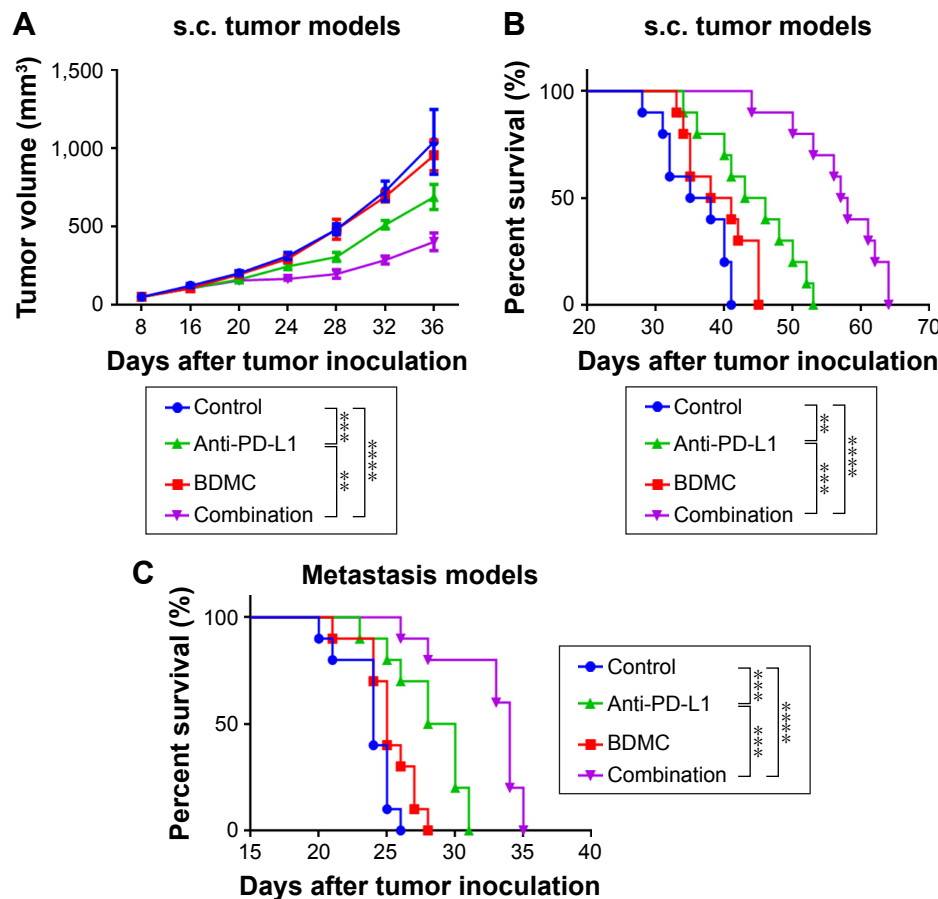 A
s.c. tumor models
Tumor volume (mm³)
1,500
1,000
500
0
8 16 20 24 28 32 36
Days after tumor inoculation
Control
Anti-PD-L1
BDMC
Combination
***
**
****
B
s.c. tumor models
Percent survival (%)
100
50
0
20 30 40 50 60 70
Days after tumor inoculation
Control
Anti-PD-L1
BDMC
Combination
**
***
****
C
Metastasis models
Percent survival (%)
100
50
0
15 20 25 30 35 40
Days after tumor inoculation
Control
Anti-PD-L1
BDMC
Combination
***
***
****